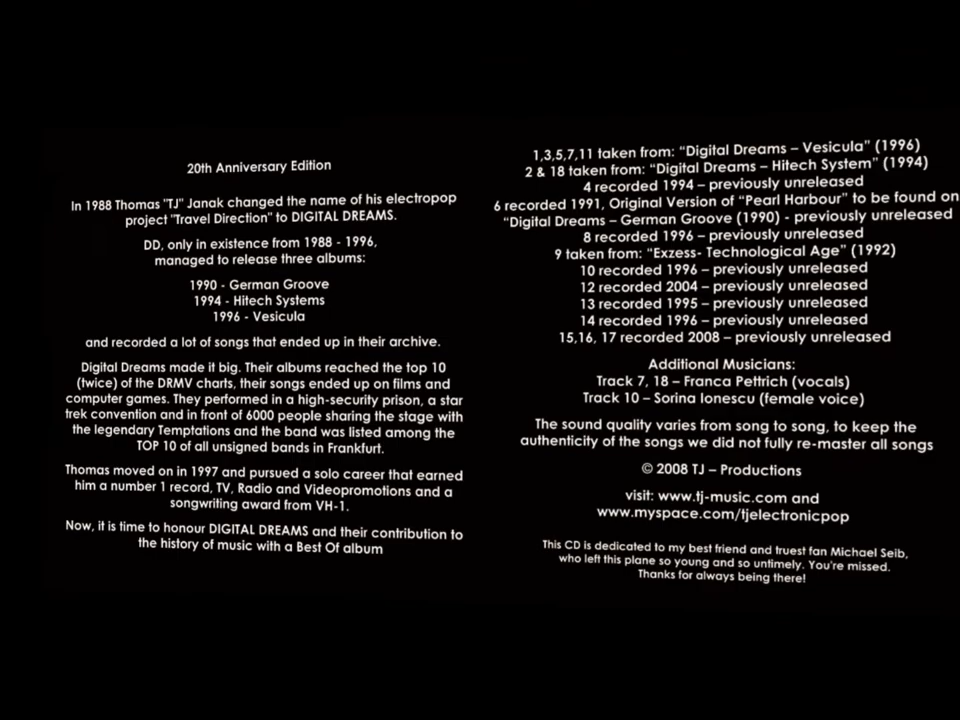 20th Anniversary Edition
In 1988 Thomas "TJ" Janak changed the name of his electropop
project "Travel Direction" to DIGITAL DREAMS.
DD, only in existence from 1988 - 1996,
managed to release three albums:
1990 - German Groove
1994 - Hitech Systems
1996 - Vesicula
and recorded a lot of songs that ended up in their archive.
Digital Dreams made it big. Their albums reached the top 10
(twice) of the DRMV charts, their songs ended up on films and
computer games. They performed in a high-security prison, a star
trek convention and in front of 6000 people sharing the stage with
the legendary Temptations and the band was listed among the
TOP 10 of all unsigned bands in Frankfurt.
Thomas moved on in 1997 and pursued a solo career that earned
him a number 1 record, TV, Radio and Videopromotions and a
songwriting award from VH-1.
Now, it is time to honour DIGITAL DREAMS and their contribution to
the history of music with a Best Of album
1,3,5,7,11 taken from: “Digital Dreams – Vesicula” (1996)
2 & 18 taken from: “Digital Dreams – Hitech System” (1994)
4 recorded 1994 – previously unreleased
6 recorded 1991, Original Version of “Pearl Harbour” to be found on
“Digital Dreams – German Groove (1990) - previously unreleased
8 recorded 1996 – previously unreleased
9 taken from: “Exzess- Technological Age” (1992)
10 recorded 1996 – previously unreleased
12 recorded 2004 – previously unreleased
13 recorded 1995 – previously unreleased
14 recorded 1996 – previously unreleased
15,16, 17 recorded 2008 – previously unreleased
Additional Musicians:
Track 7, 18 – Franca Pettrich (vocals)
Track 10 – Sorina Ionescu (female voice)
The sound quality varies from song to song, to keep the
authenticity of the songs we did not fully re-master all songs
© 2008 TJ – Productions
visit: www.tj-music.com and
www.myspace.com/tjelectronicpop
This CD is dedicated to my best friend and truest fan Michael Seib,
who left this plane so young and so untimely. You're missed.
Thanks for always being there!